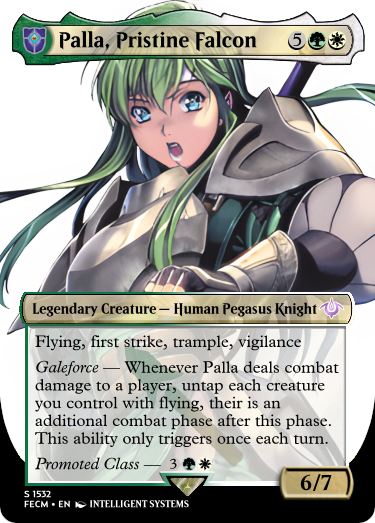 Palla, Pristine Falcon 5
Legendary Creature — Human Pegasus Knight
Flying, first strike, trample, vigilance
Galeforce — Whenever Palla deals combat
damage to a player, untap each creature
you control with flying, their is an
additional combat phase after this phase.
This ability only triggers once each turn.
Promoted Class — 3
6/7
S 1532
FECM • EN INTELLIGENT SYSTEMS